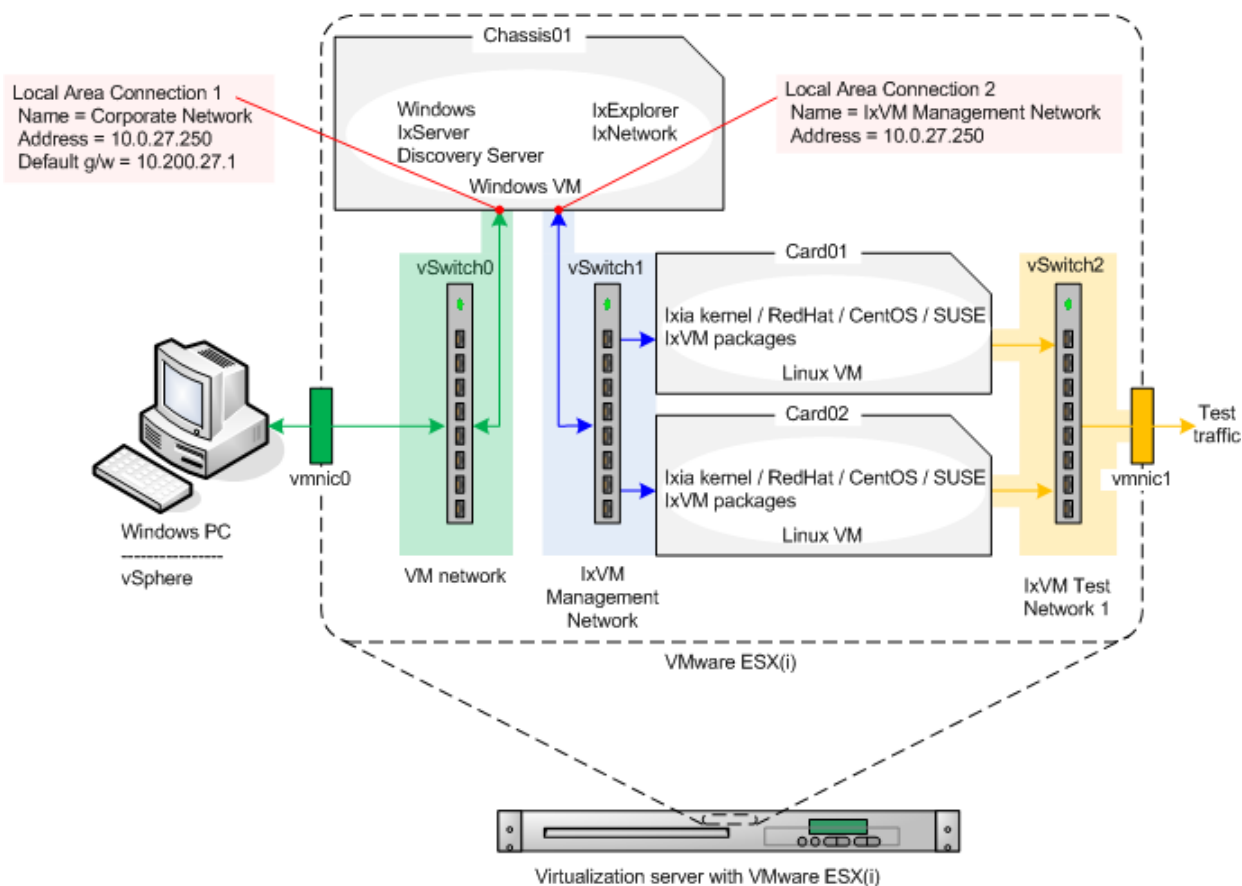 Chassis01
Local Area Connection 1
Name = Corporate Network
Address = 10.0.27.250
Default g/w = 10.200.27.1
Windows
IxServer
Discovery Server
IxExplorer
IxNetwork
Windows VM
Local Area Connection 2
Name = IxVM Management Network
Address = 10.0.27.250
vSwitch0
vSwitch1
Card01
Ixia kernel / RedHat / CentOS / SUSE
IxVM packages
Linux VM
vSwitch2
Card02
Ixia kernel / RedHat / CentOS / SUSE
IxVM packages
Linux VM
Test
traffic
vmnic0
vmnic1
Windows PC
----------------
vSphere
VM network
IxVM
Management
Network
IxVM Test
Network 1
VMware ESX(i)
Virtualization server with VMware ESX(i)